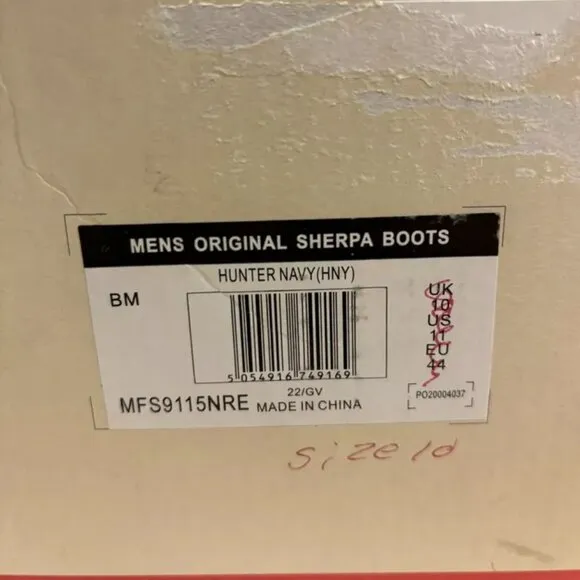 MENS ORIGINAL SHERPA BOOTS
HUNTER NAVY(HNY)
BM
UK
10
US
11
EU
44
5 054916 749169
22/GV
MFS9115NRE MADE IN CHINA
PO20004037
size 10